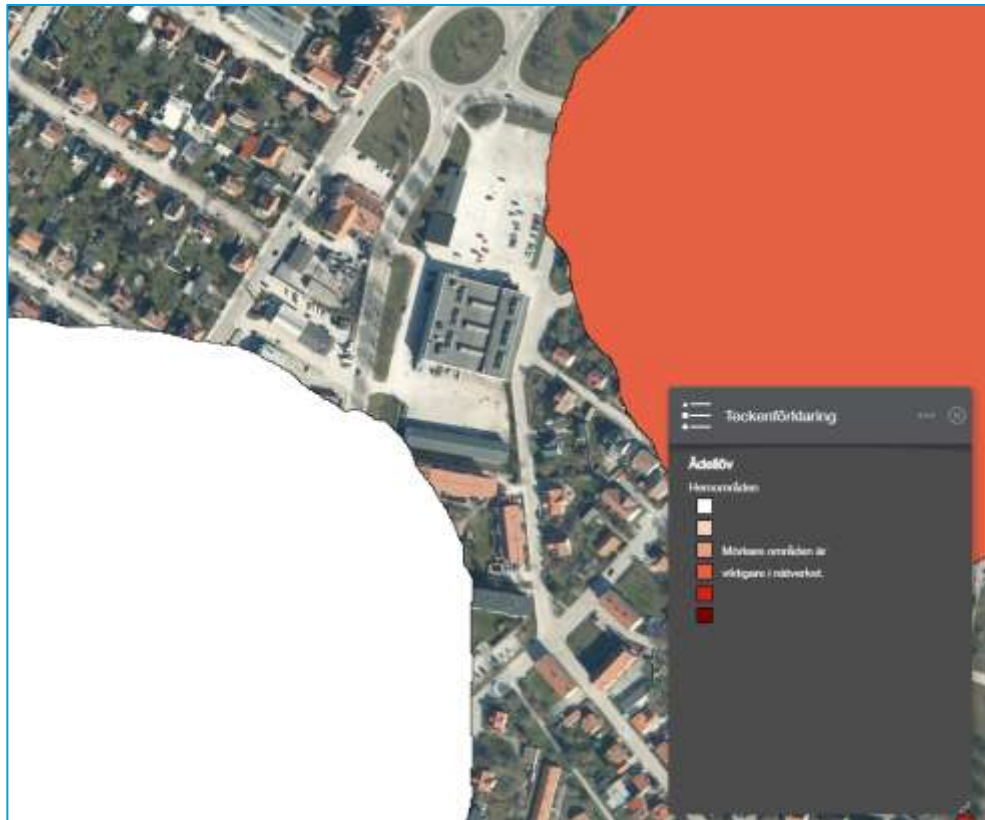 Teckenförklaring
Ädellöv
Hemområden
Mörkare områden är
viktigare i nätverket.